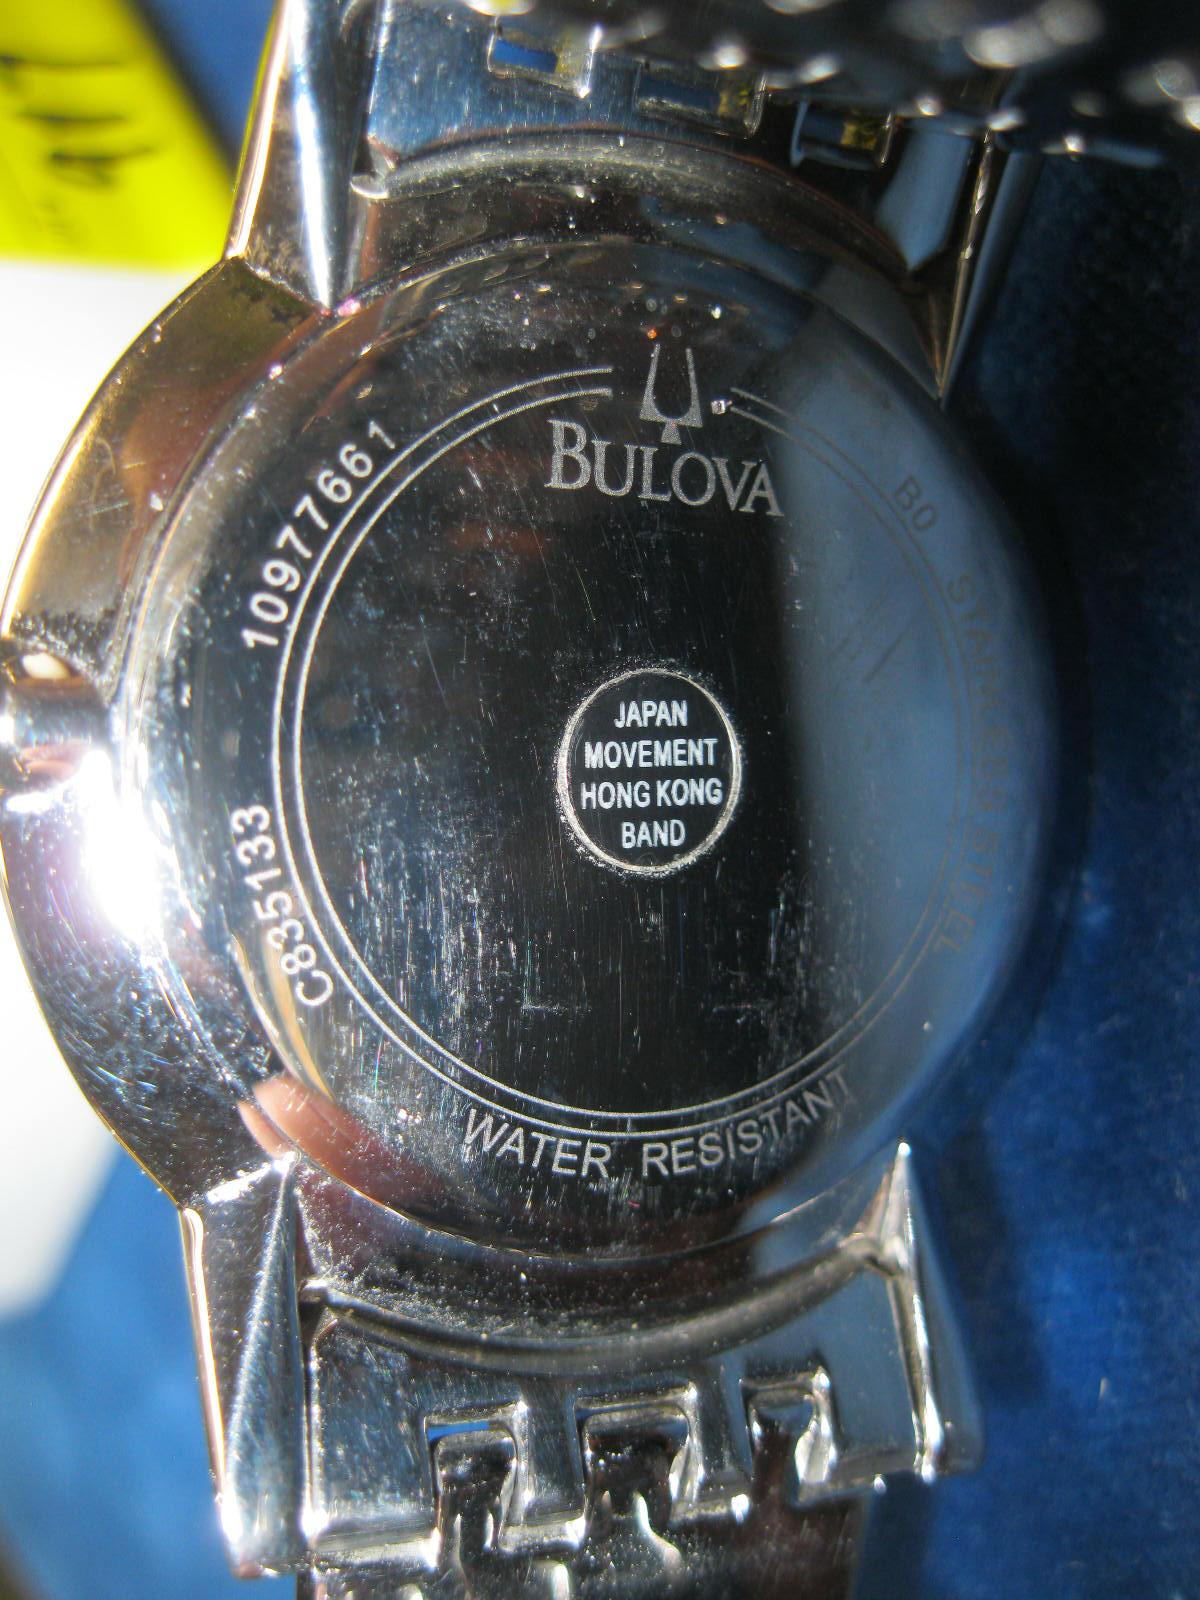 BULOVA
B0 STAINLESS STEEL
10977661
JAPAN
MOVEMENT
HONG KONG
BAND
C835133
WATER RESISTANT